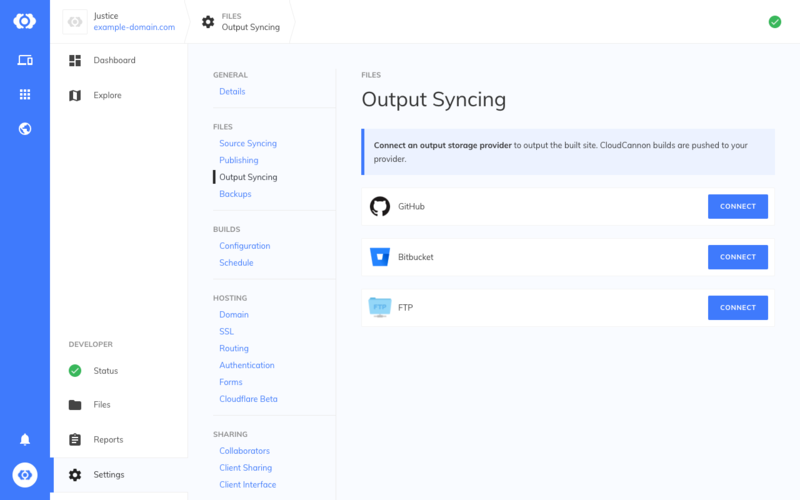 Justice
example-domain.com
FILES
Output Syncing
Dashboard
Explore
DEVELOPER
Status
Files
Reports
Settings
GENERAL
Details
FILES
Source Syncing
Publishing
Output Syncing
Backups
BUILDS
Configuration
Schedule
HOSTING
Domain
SSL
Routing
Authentication
Forms
Cloudflare Beta
SHARING
Collaborators
Client Sharing
Client Interface
FILES
Output Syncing
Connect an output storage provider to output the built site. CloudCannon builds are pushed to your
provider.
GitHub
CONNECT
Bitbucket
CONNECT
FTP
FTP
CONNECT